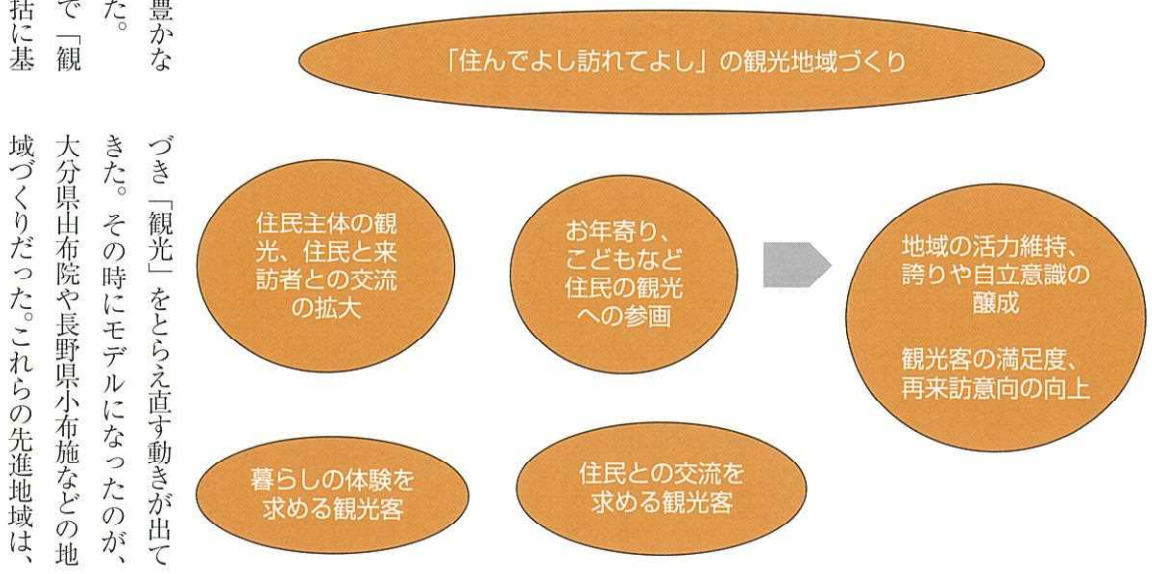 「住んでよし訪れてよし」の観光地域づくり
住民主体の観
光、住民と来
訪者との交流
の拡大
お年寄り、
こどもなど
住民の観光
への参画
地域の活力維持、
誇りや自立意識の
醸成
観光客の満足度、
再来訪意向の向上
暮らしの体験を
求める観光客
住民との交流を
求める観光客
豊かな
た。
で「観
括に基
づき「観光」をとらえ直す動きが出て
きた。その時にモデルになったのが、
大分県山布院や長野県小布施などの地
域づくりだった。これらの先進地域は、